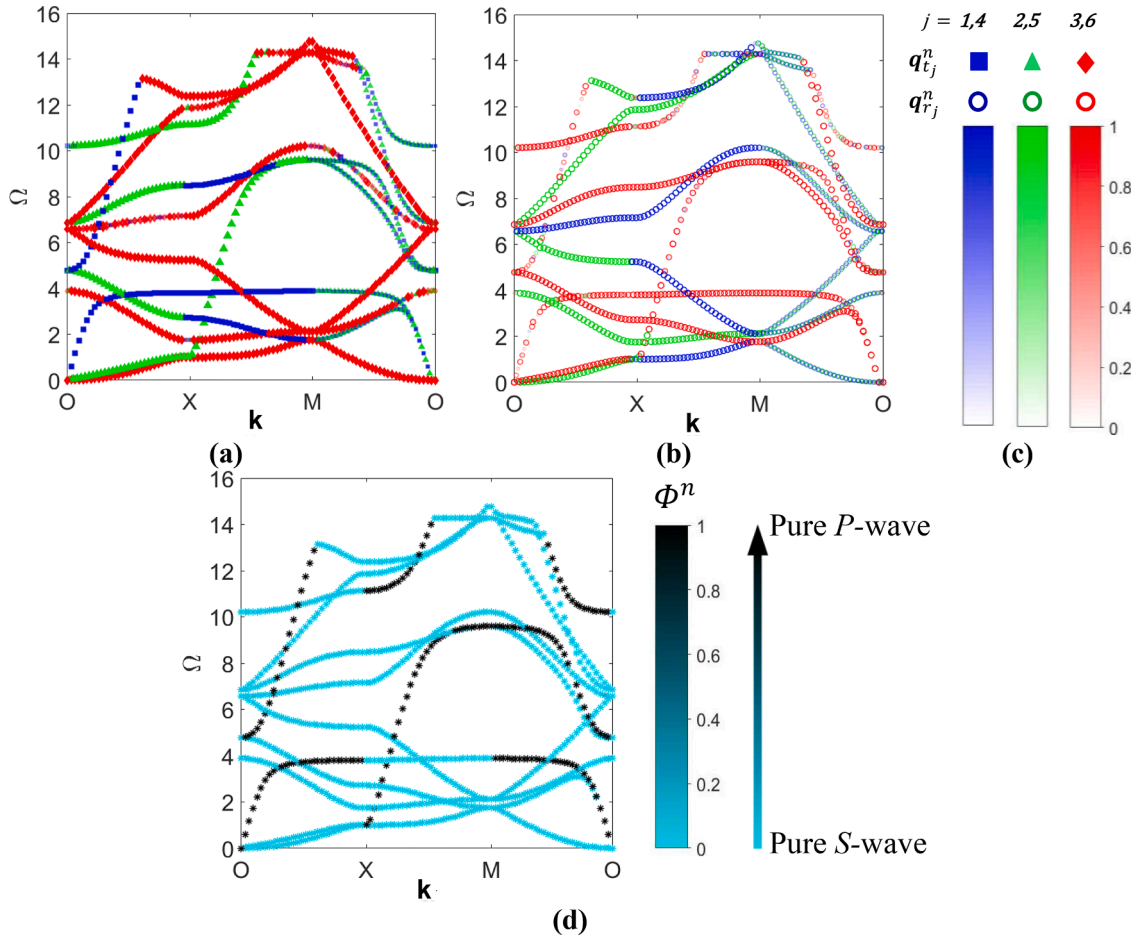 16
14
12
10
8
6
4
2
0
Ω
O
X
M
O
k
(a)
16
14
12
10
8
6
4
2
0
Ω
O
X
M
O
k
(b)
j = 1,4 2,5 3,6
q^n_{t_j}
q^n_{r_j}
1
0.8
0.6
0.4
0.2
0
(c)
16
14
12
10
8
6
4
2
0
Ω
O
X
M
O
k
Φ^n
1
0.8
0.6
0.4
0.2
0
Pure P-wave
Pure S-wave
(d)